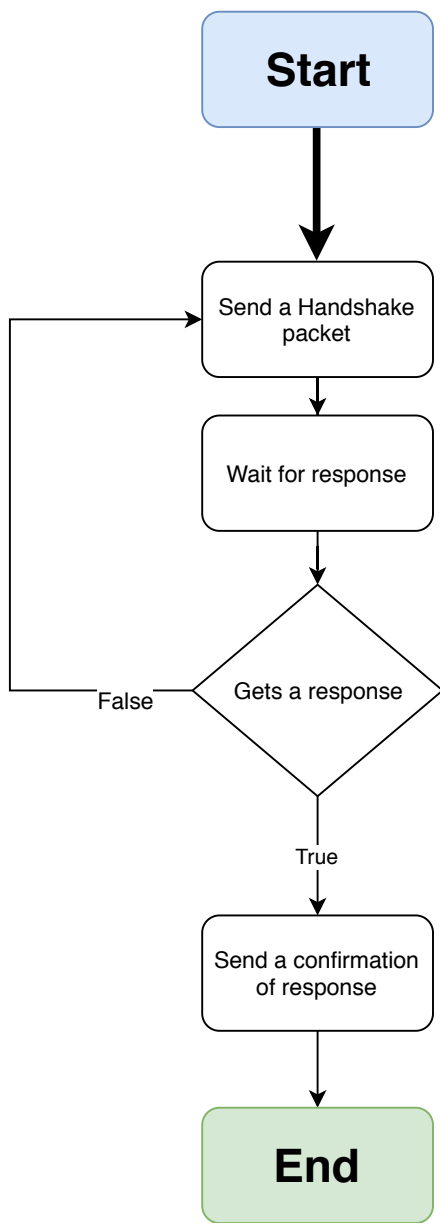 Start
Send a Handshake
packet
Wait for response
Gets a response
False
True
Send a confirmation
of response
End